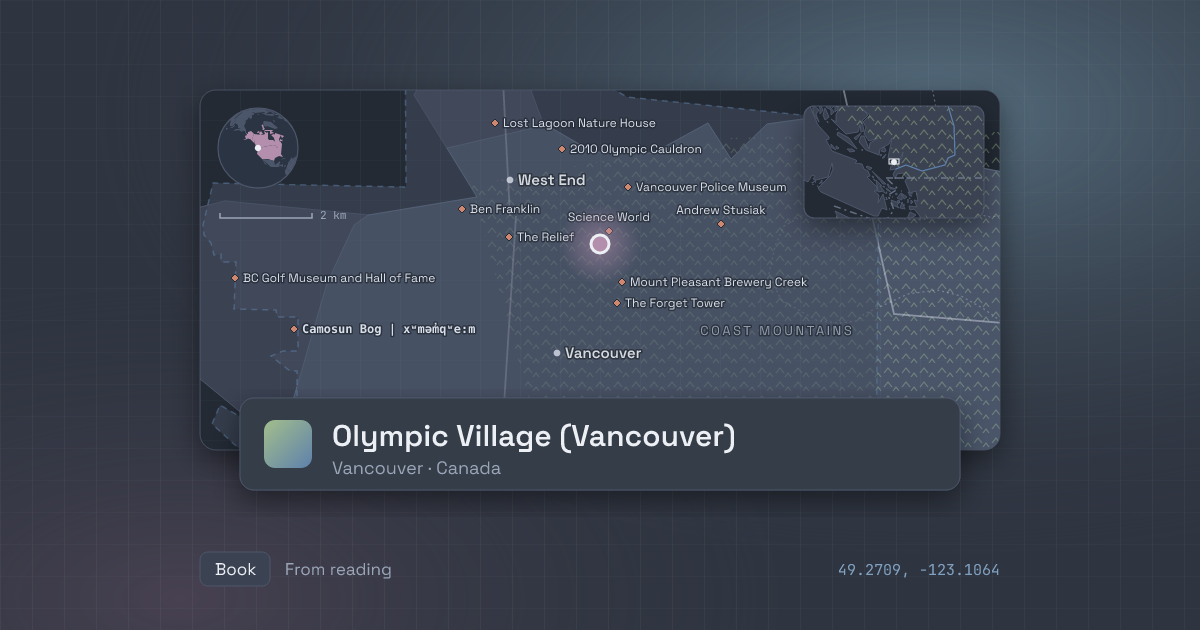 Lost Lagoon Nature House
2010 Olympic Cauldron
West End
Vancouver Police Museum
Ben Franklin
Andrew Stusiak
Science World
2 km
The Relief
BC Golf Museum and Hall of Fame
Mount Pleasant Brewery Creek
The Forget Tower
Camosun Bog | xʷməm̓qʷe:m
COAST MOUNTAINS
Vancouver
Olympic Village (Vancouver)
Vancouver · Canada
Book
From reading
49.2709, -123.1064